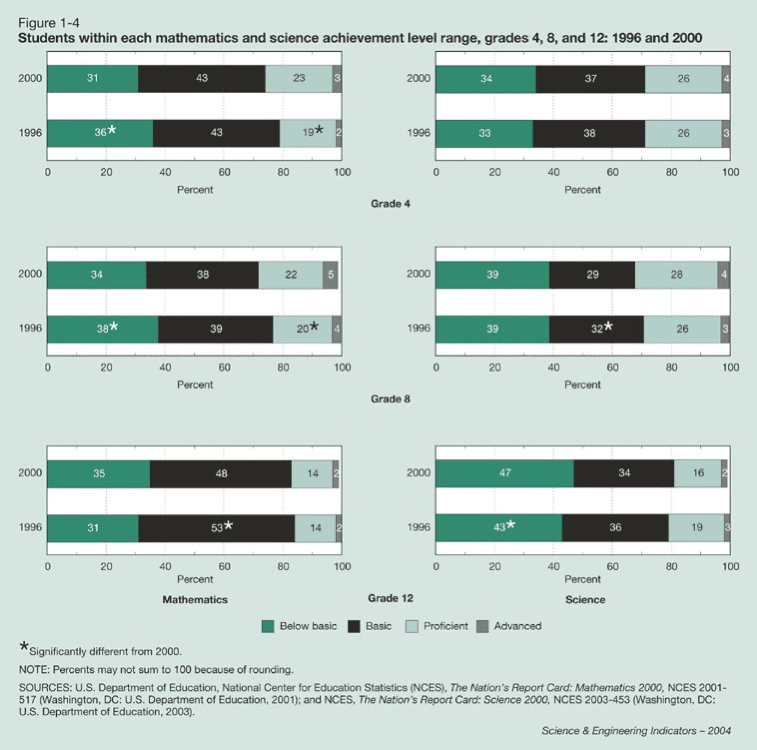 Figure 1-4
Students within each mathematics and science achievement level range, grades 4, 8, and 12: 1996 and 2000
2000 31 43 23 3
2000 34 37 26 4
1996 36* 43 19* 2
1996 33 38 26 3
0 20 40 60 80 100
0 20 40 60 80 100
Percent
Percent
Grade 4
2000 34 38 22 5
2000 39 29 28 4
1996 38* 39 20* 4
1996 39 32* 26 3
0 20 40 60 80 100
0 20 40 60 80 100
Percent
Percent
Grade 8
2000 35 48 14 2
2000 47 34 16 2
1996 31 53* 14 2
1996 43* 36 19 3
0 20 40 60 80 100
0 20 40 60 80 100
Percent
Percent
Mathematics Grade 12 Science
Below basic Basic Proficient Advanced
*Significantly different from 2000.
NOTE: Percents may not sum to 100 because of rounding.
SOURCES: U.S. Department of Education, National Center for Education Statistics (NCES), The Nation's Report Card: Mathematics 2000, NCES 2001-
517 (Washington, DC: U.S. Department of Education, 2001); and NCES, The Nation's Report Card: Science 2000, NCES 2003-453 (Washington, DC:
U.S. Department of Education, 2003).
Science & Engineering Indicators – 2004